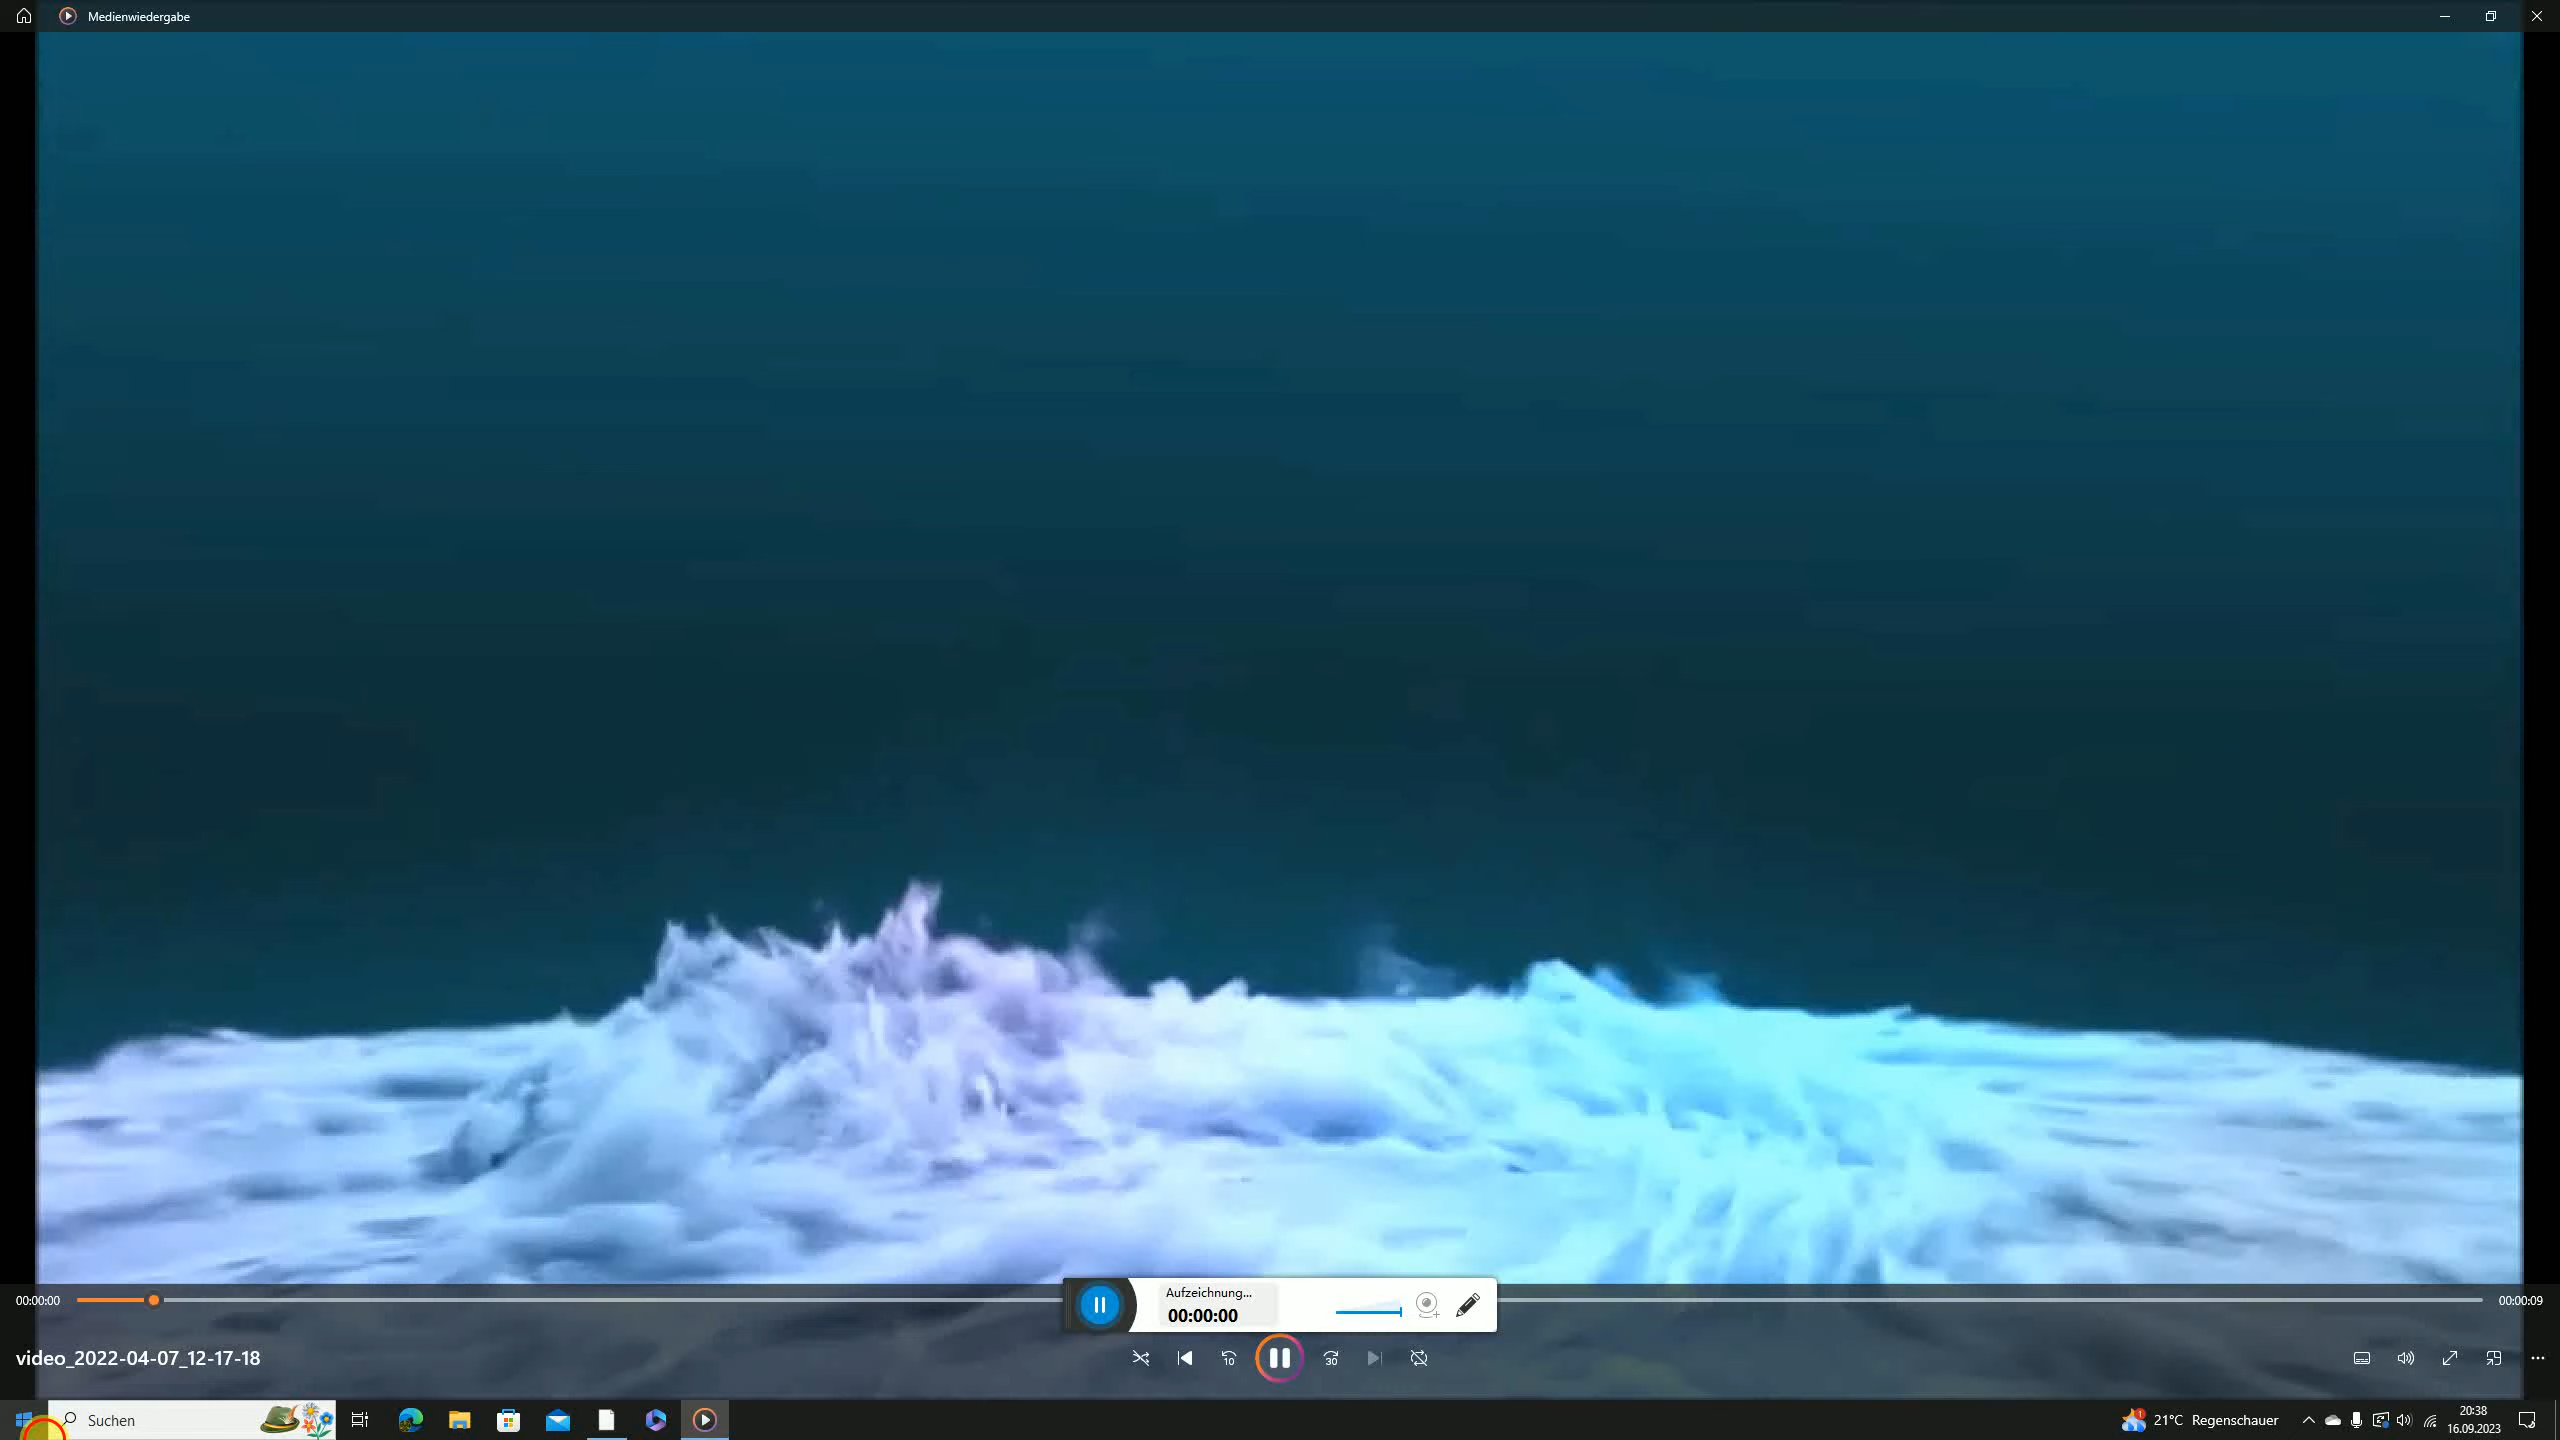 Medienwiedergabe
00:00:00
Aufzeichnung...
00:00:00
00:00:09
video_2022-04-07_12-17-18
10
30
Suchen
1
21°C Regenschauer
20:38
16.09.2023